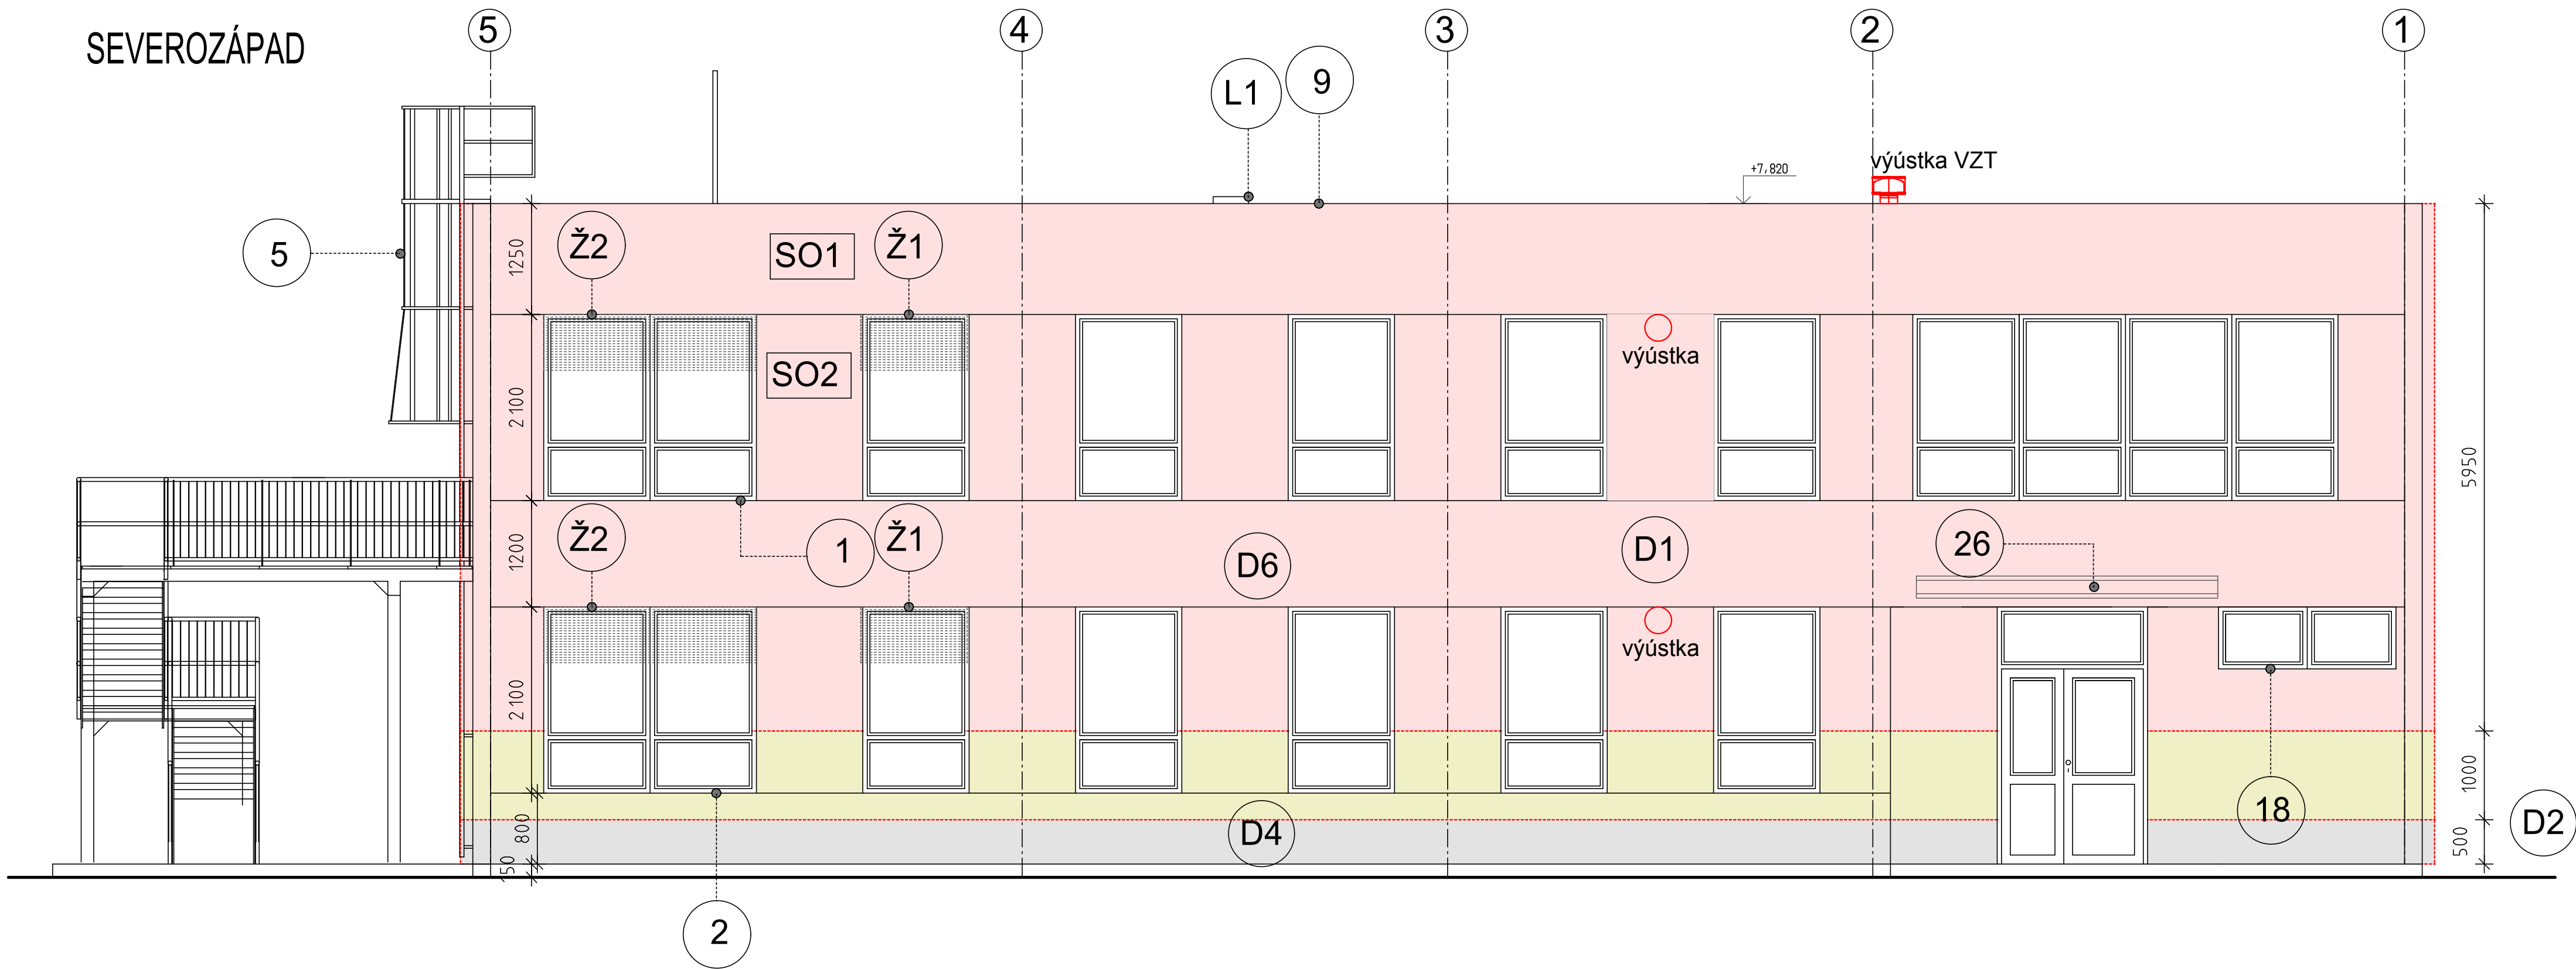 SEVEROZÁPAD
5
4
3
2
1
L1
9
+7,820
výústka VZT
5
1250
Ž2
SO1
Ž1
2100
SO2
výústka
5950
1200
Ž2
1
Ž1
D6
D1
26
2100
výústka
1000
18
800
D4
500
D2
150
2